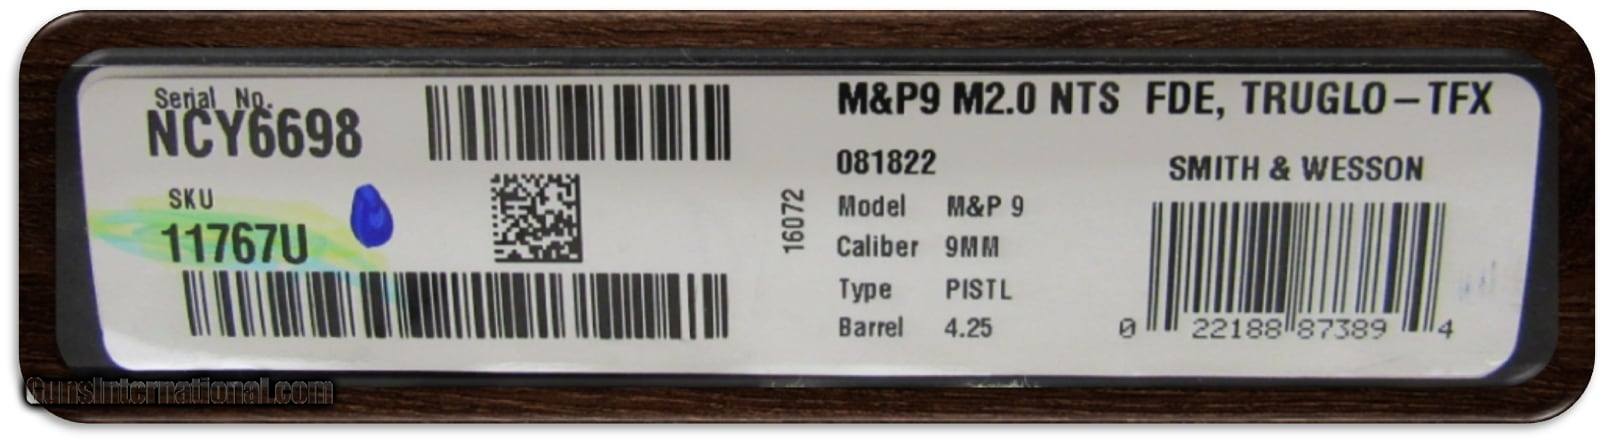 Serial No.
NCY6698
SKU
11767U
16072
M&P9 M2.0 NTS FDE, TRUGLO-TFX
081822
Model M&P 9
Caliber 9MM
Type PISTL
Barrel 4.25
SMITH & WESSON
0 22188 87389 4
GunsInternational.com